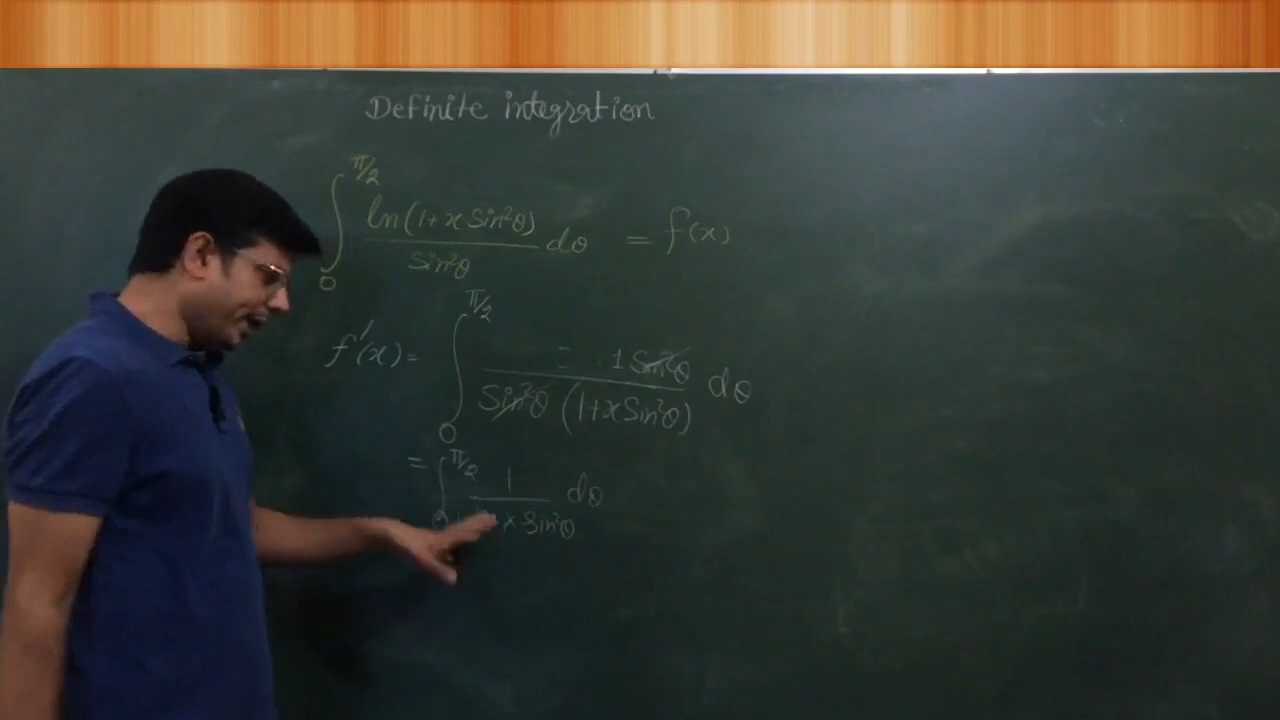 Definite integration
∫₀^(π/2) ln(1+x Sin²θ) / Sin²θ dθ = f(x)
f'(x) = ∫₀^(π/2) 1 Sin²θ / Sin²θ (1+x Sin²θ) dθ
= ∫₀^(π/2) 1 / x Sin²θ dθ